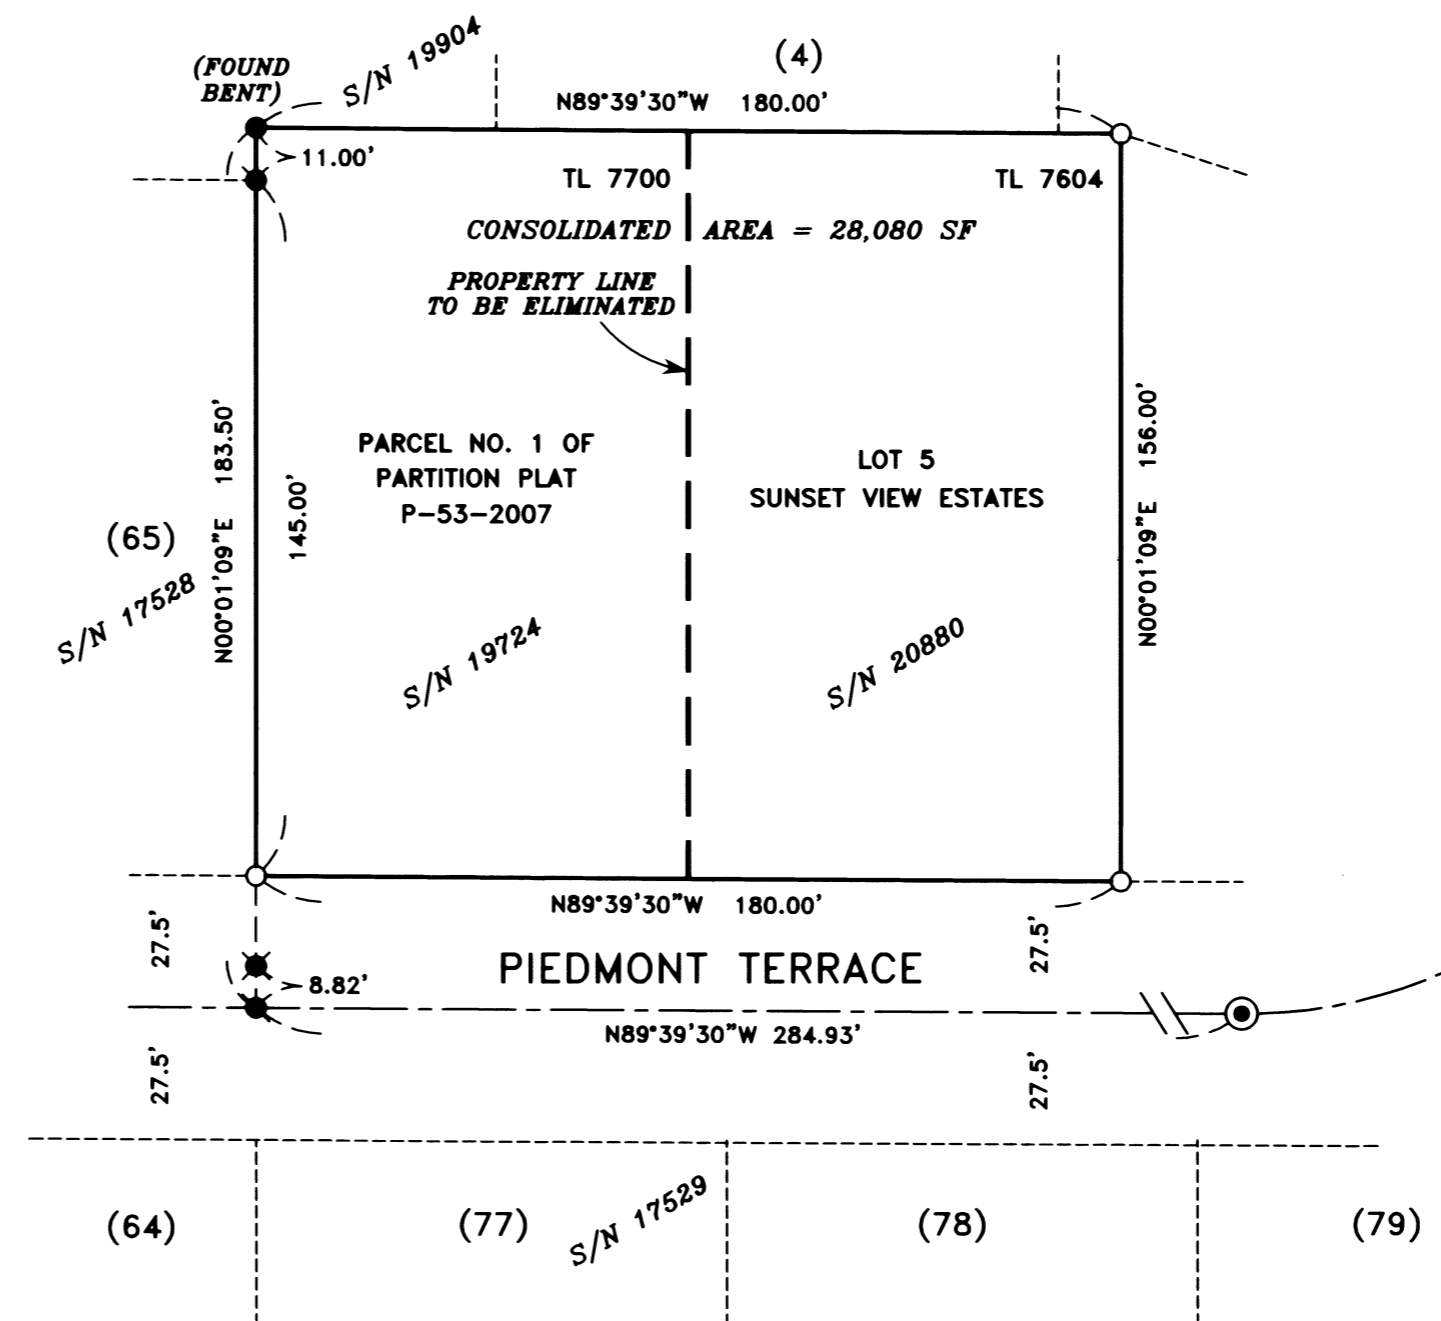 (FOUND
BENT)
S/N 19904
(4)
N89°39'30"W 180.00'
11.00'
TL 7700
TL 7604
CONSOLIDATED AREA = 28,080 SF
PROPERTY LINE
TO BE ELIMINATED
N00°01'09"E 183.50'
145.00'
PARCEL NO. 1 OF
PARTITION PLAT
P-53-2007
LOT 5
SUNSET VIEW ESTATES
N00°01'09"E 156.00'
(65)
S/N 17528
S/N 19724
S/N 20880
N89°39'30"W 180.00'
27.5'
27.5'
PIEDMONT TERRACE
8.82'
N89°39'30"W 284.93'
27.5'
27.5'
(64)
(77)
S/N 17529
(78)
(79)